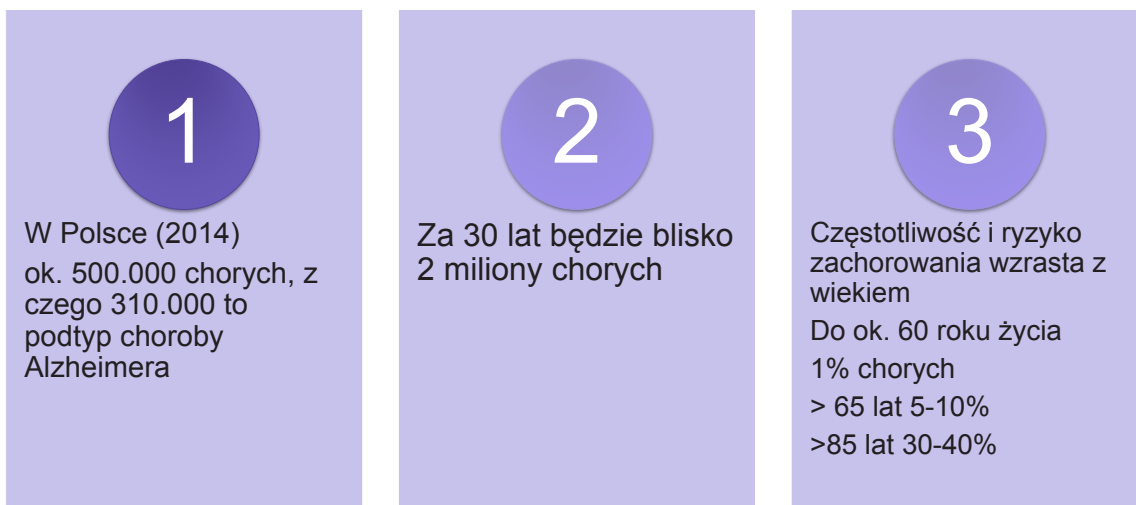 1
W Polsce (2014)
ok. 500.000 chorych, z
czego 310.000 to
podtyp choroby
Alzheimera
2
Za 30 lat będzie blisko
2 miliony chorych
3
Częstotliwość i ryzyko
zachorowania wzrasta z
wiekiem
Do ok. 60 roku życia
1% chorych
> 65 lat 5-10%
>85 lat 30-40%